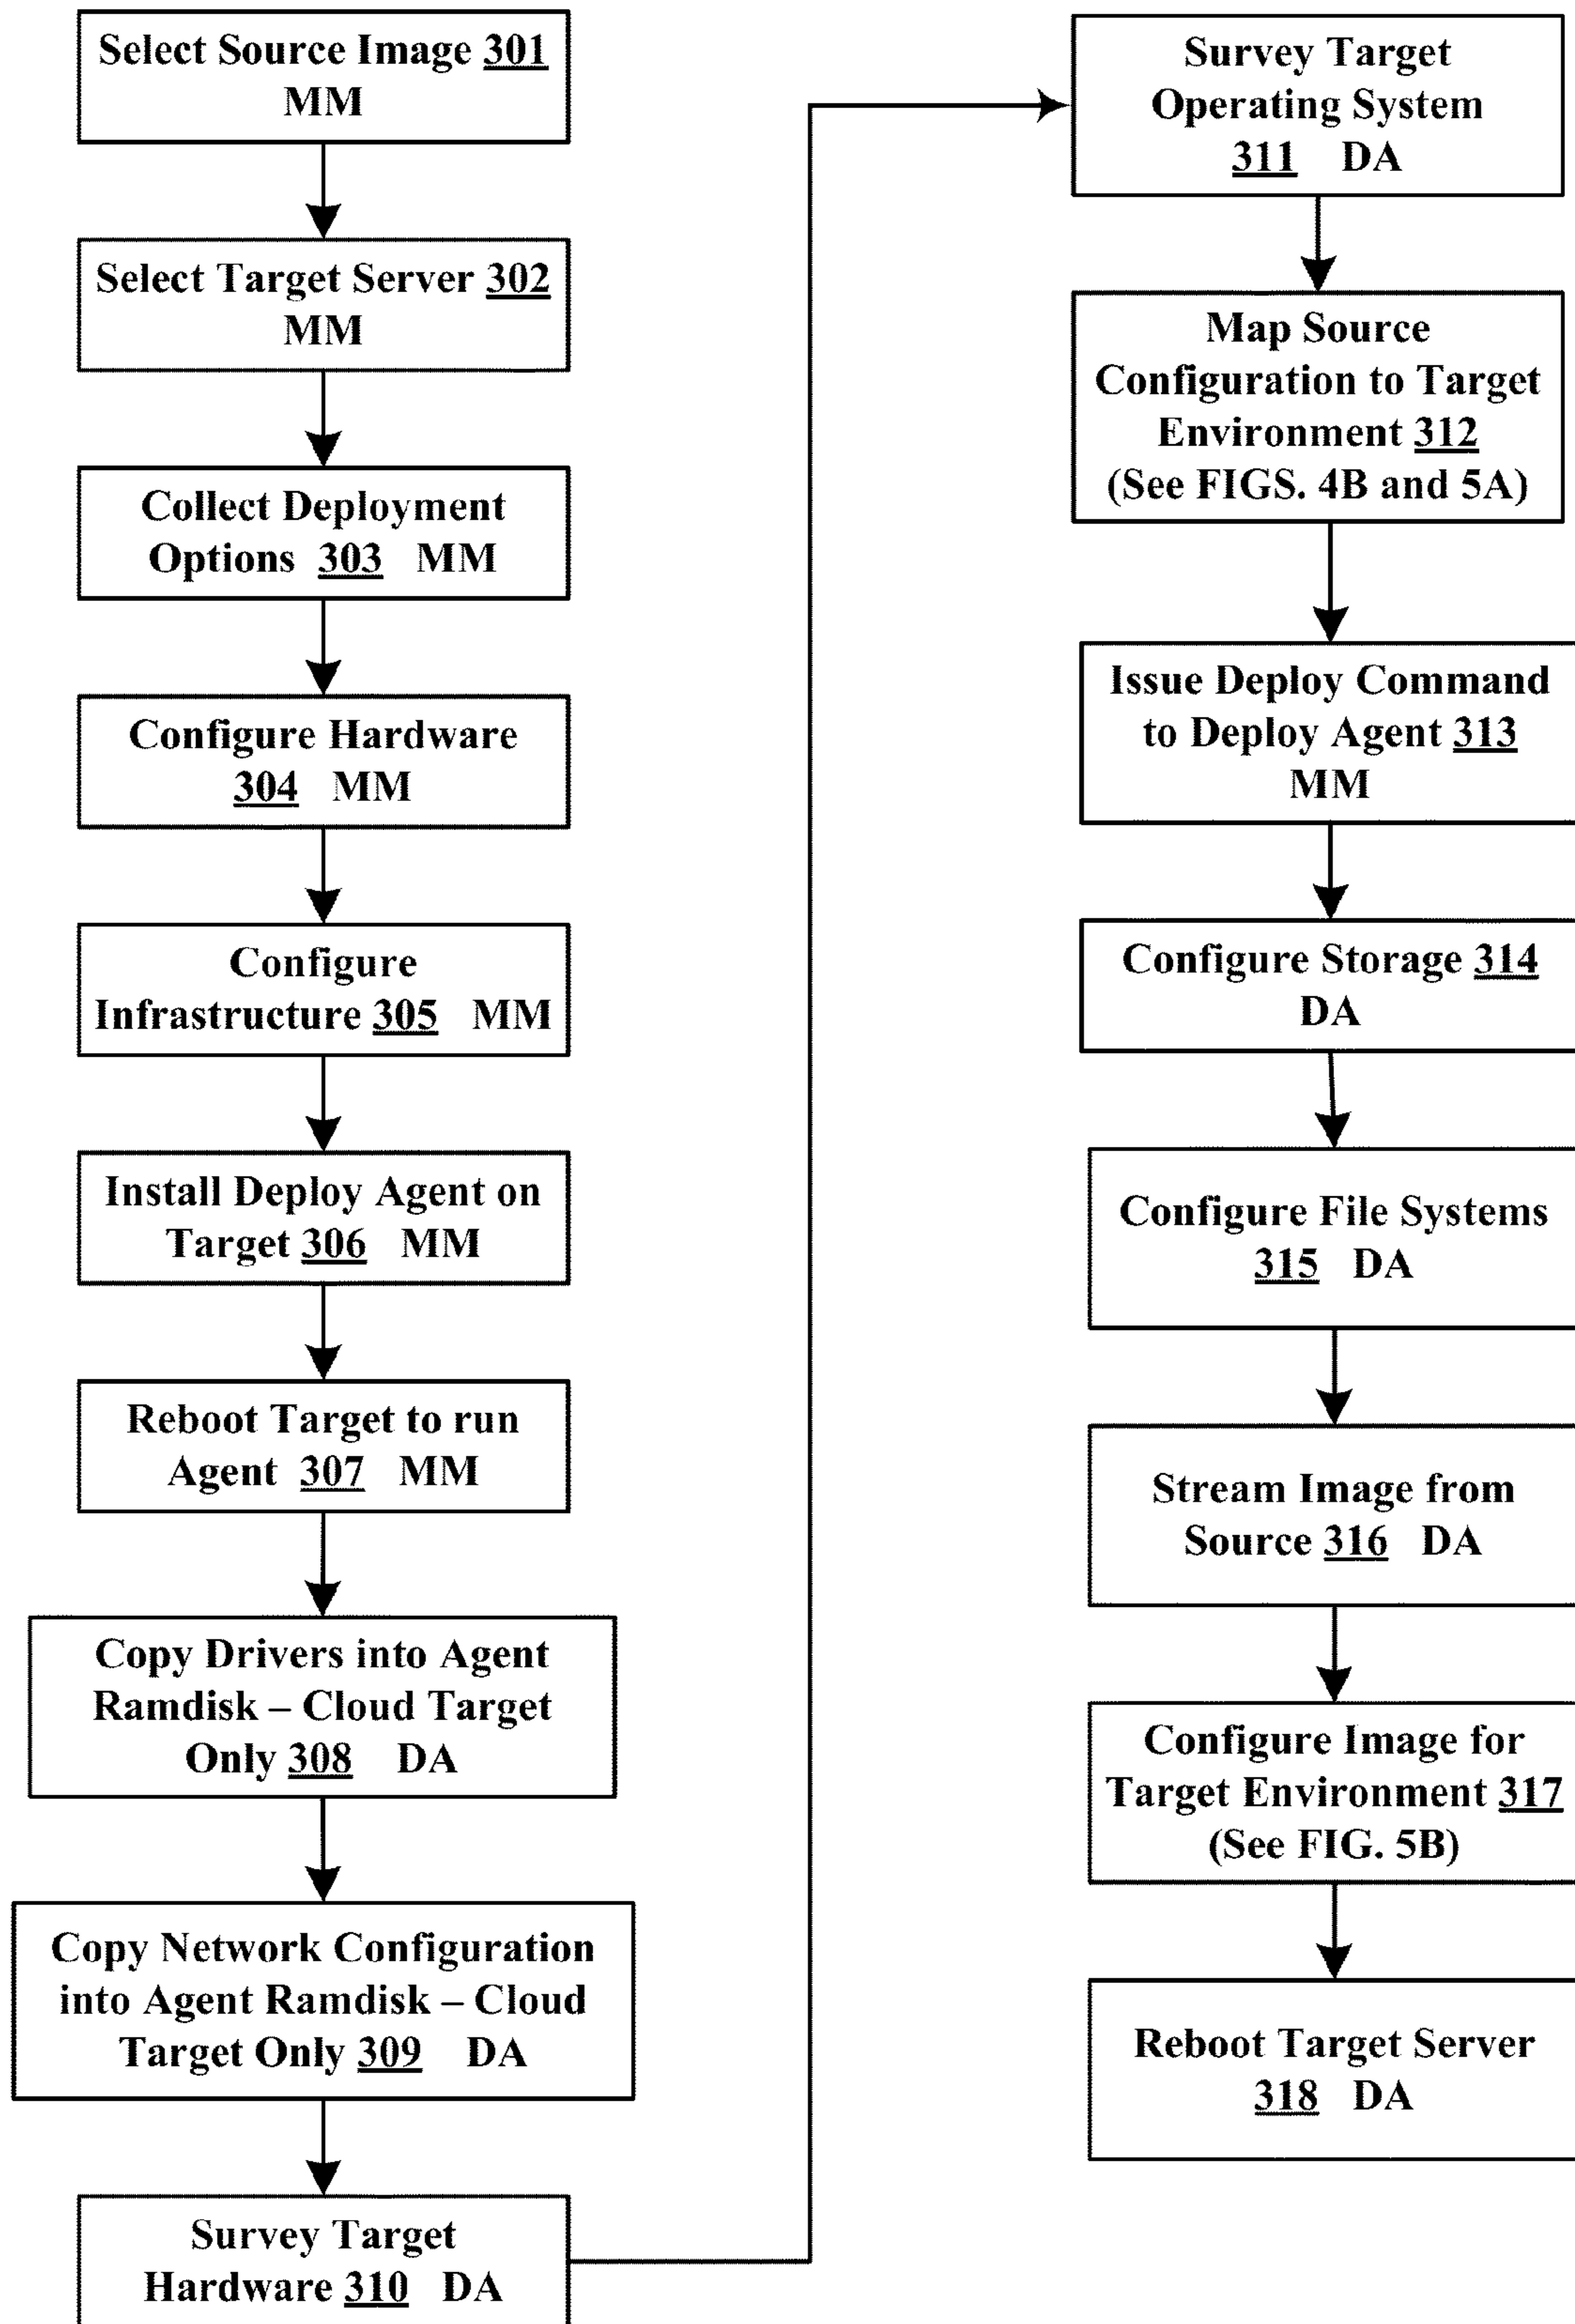 Select Source Image 301
MM
Select Target Server 302
MM
Collect Deployment
Options 303 MM
Configure Hardware
304 MM
Configure
Infrastructure 305 MM
Install Deploy Agent on
Target 306 MM
Reboot Target to run
Agent 307 MM
Copy Drivers into Agent
Ramdisk – Cloud Target
Only 308 DA
Copy Network Configuration
into Agent Ramdisk – Cloud
Target Only 309 DA
Survey Target
Hardware 310 DA
Survey Target
Operating System
311 DA
Map Source
Configuration to Target
Environment 312
(See FIGS. 4B and 5A)
Issue Deploy Command
to Deploy Agent 313
MM
Configure Storage 314
DA
Configure File Systems
315 DA
Stream Image from
Source 316 DA
Configure Image for
Target Environment 317
(See FIG. 5B)
Reboot Target Server
318 DA